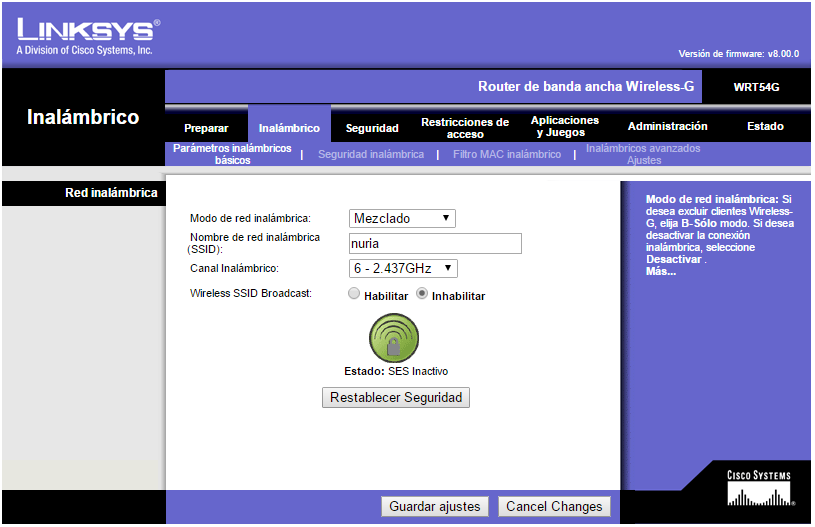 LINKSYS®
A Division of Cisco Systems, Inc.
Versión de firmware: v8.00.0
Router de banda ancha Wireless-G
WRT54G
Inalámbrico
Preparar
Inalámbrico
Seguridad
Restricciones de
acceso
Aplicaciones
y Juegos
Administración
Estado
Parámetros inalámbricos
básicos
|
Seguridad inalámbrica
|
Filtro MAC inalámbrico
|
Inalámbricos avanzados
Ajustes
Red inalámbrica
Modo de red inalámbrica:
Mezclado
Nombre de red inalámbrica
(SSID):
nuria
Canal Inalámbrico:
6 - 2.437GHz
Wireless SSID Broadcast:
Habilitar
Inhabilitar
Estado: SES Inactivo
Restablecer Seguridad
Modo de red inalámbrica: Si
desea excluir clientes Wireless-
G, elija B-Sólo modo. Si desea
desactivar la conexión
inalámbrica, seleccione
Desactivar .
Más...
Guardar ajustes
Cancel Changes
CISCO SYSTEMS
®